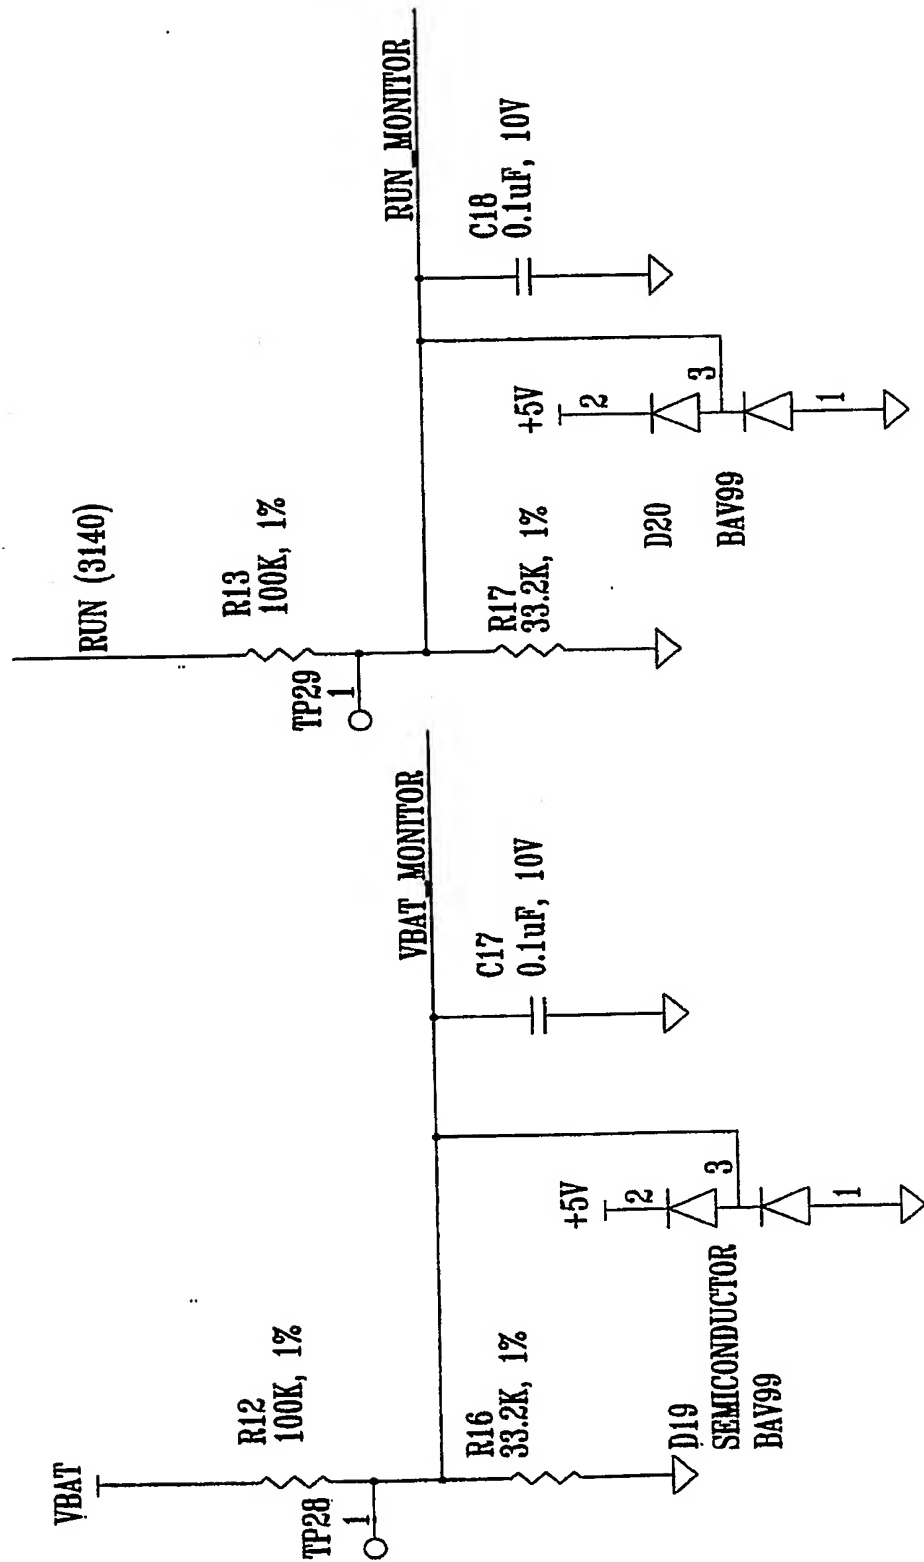 VBAT
R12
100K, 1%
TP28
1
R16
33.2K, 1%
VBAT_MONITOR
C17
0.1uF, 10V
+5V
2
3
1
D19
SEMICONDUCTOR
BAV99
RUN (3140)
R13
100K, 1%
TP29
1
R17
33.2K, 1%
RUN_MONITOR
C18
0.1uF, 10V
+5V
2
3
1
D20
BAV99